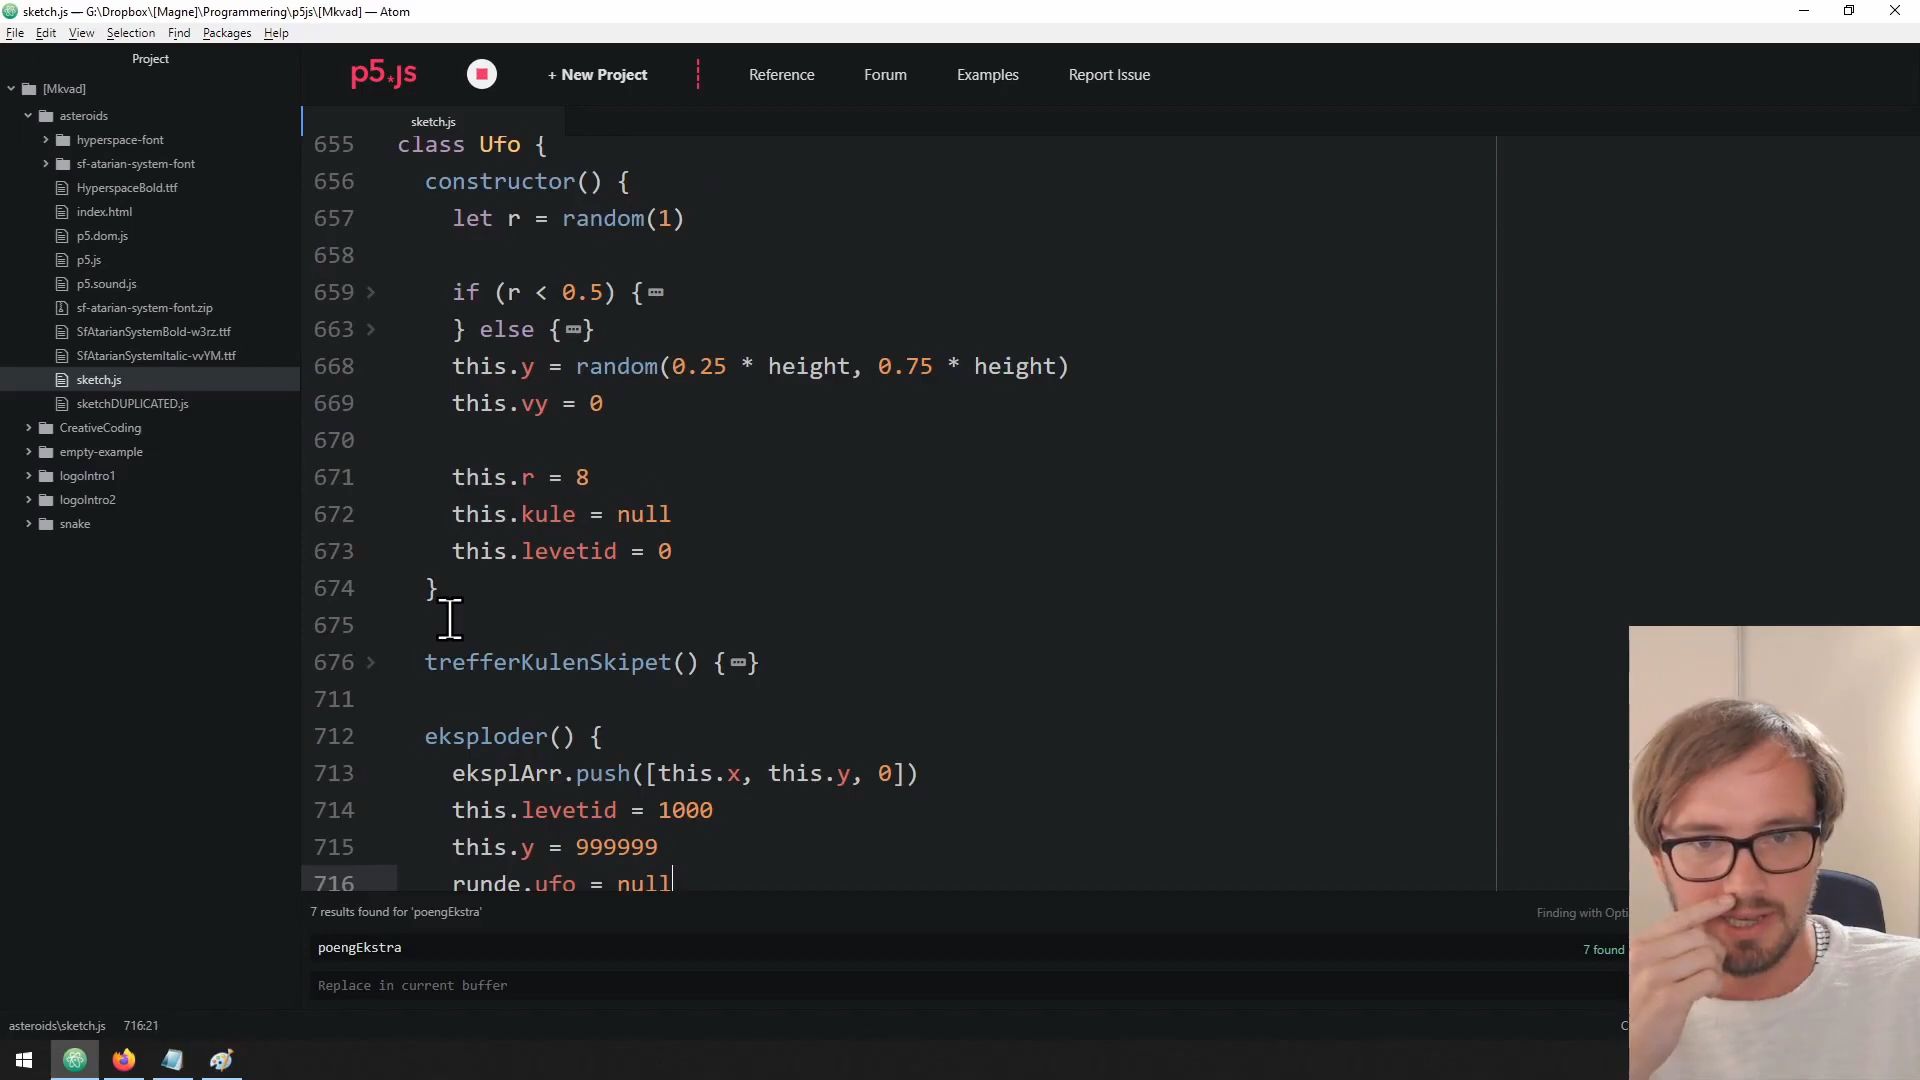 sketch.js — G:\Dropbox\[Magne]\Programmering\p5js\[Mkvad] — Atom
File Edit View Selection Find Packages Help
Project
[Mkvad]
asteroids
hyperspace-font
sf-atarian-system-font
HyperspaceBold.ttf
index.html
p5.dom.js
p5.js
p5.sound.js
sf-atarian-system-font.zip
SfAtarianSystemBold-w3rz.ttf
SfAtarianSystemItalic-vvYM.ttf
sketch.js
sketchDUPLICATED.js
CreativeCoding
empty-example
logoIntro1
logoIntro2
snake
p5*js + New Project Reference Forum Examples Report Issue
sketch.js
655 class Ufo {
656 constructor() {
657 let r = random(1)
658
659 if (r < 0.5) {
663 } else {}
668 this.y = random(0.25 * height, 0.75 * height)
669 this.vy = 0
670
671 this.r = 8
672 this.kule = null
673 this.levetid = 0
674 }
675
676 trefferKulenSkipet() {}
711
712 eksploder() {
713 eksplArr.push([this.x, this.y, 0])
714 this.levetid = 1000
715 this.y = 999999
716 runde.ufo = null
7 results found for 'poengEkstra' Finding with
poengEkstra 7 found
Replace in current buffer
asteroids\sketch.js 716:21